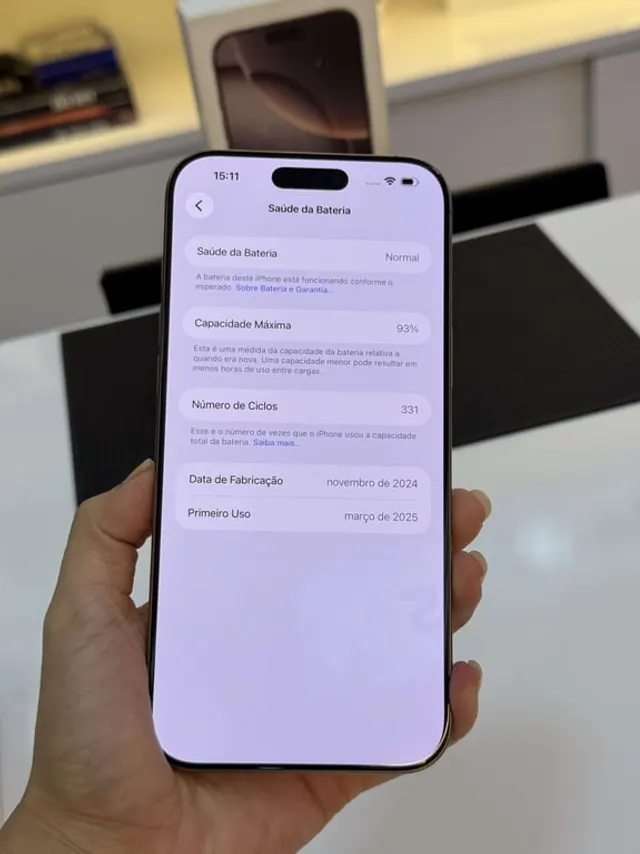 15:11
Saúde da Bateria
Saúde da Bateria Normal
A bateria deste iPhone está funcionando conforme o
esperado. Sobre Bateria e Garantia...
Capacidade Máxima 93%
Esta é uma medida da capacidade da bateria relativa a
quando era nova. Uma capacidade menor pode resultar em
menos horas de uso entre cargas...
Número de Ciclos 331
Esse é o número de vezes que o iPhone usou a capacidade
total da bateria. Saiba mais...
Data de Fabricação novembro de 2024
Primeiro Uso março de 2025